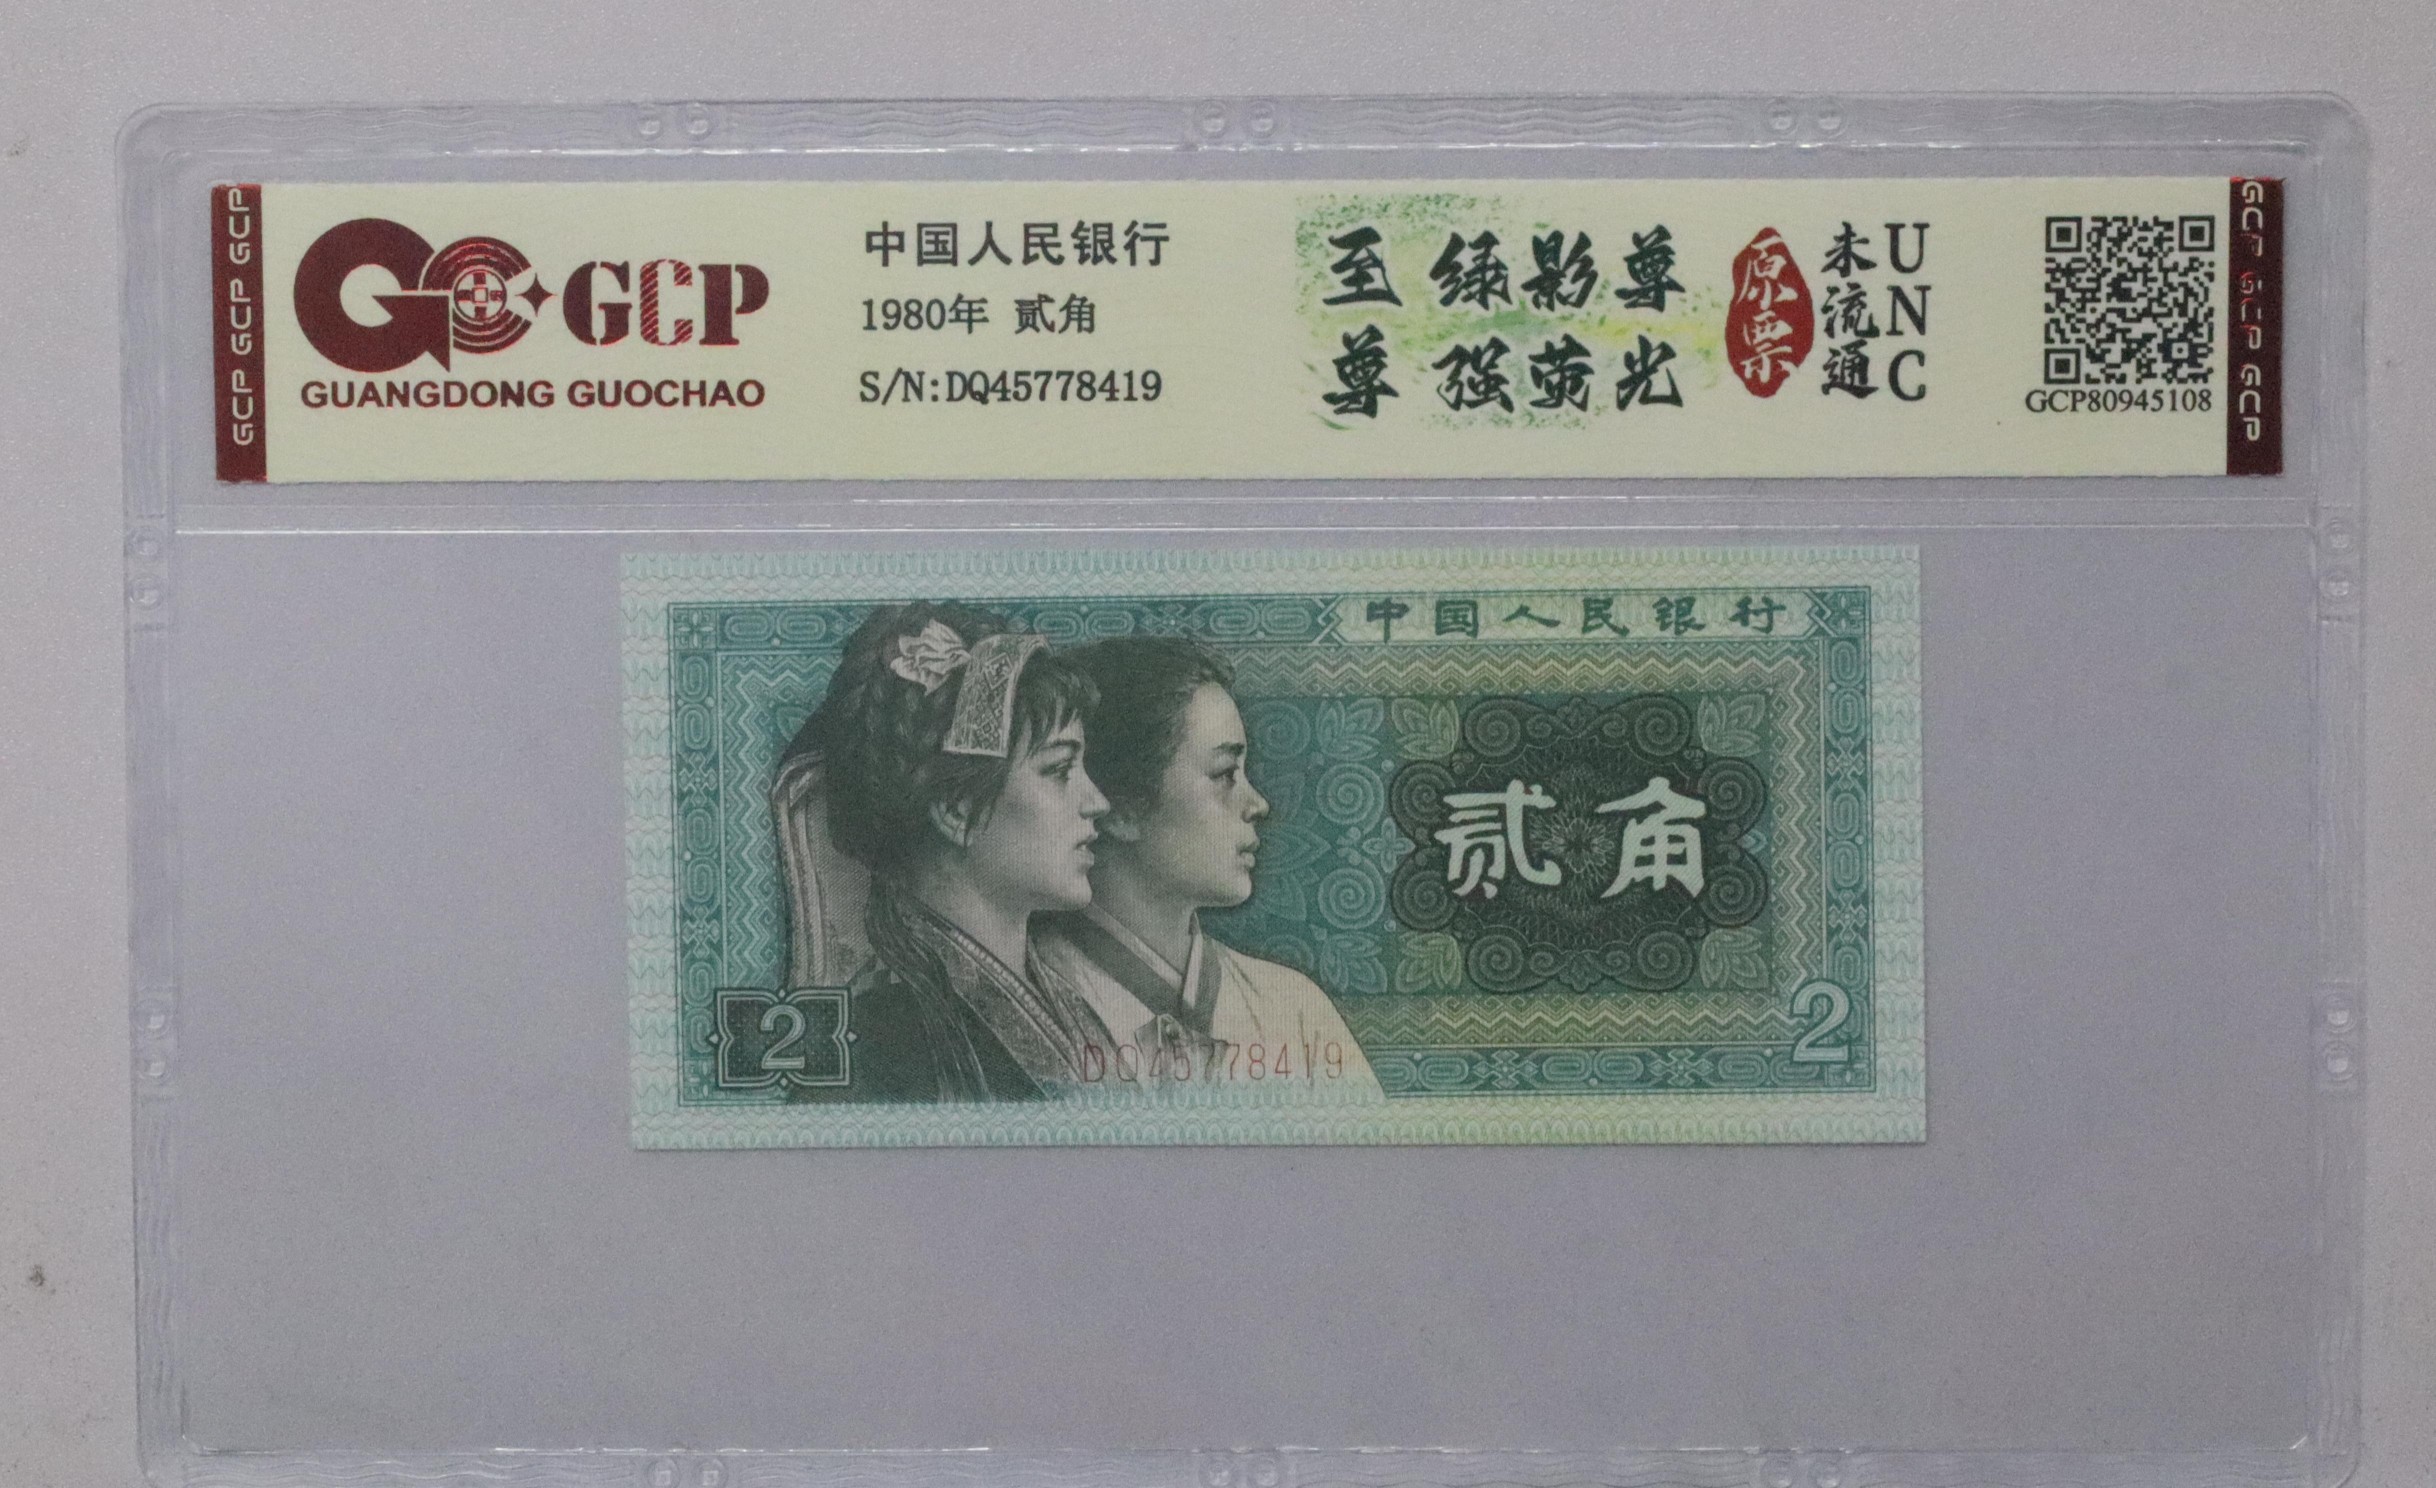 GCP GCP GCP
GCP
GUANGDONG GUOCHAO
中国人民银行
1980年 贰角
S/N:DQ45778419
至尊
绿影尊
强荧光
原票
未流通
UNC
GCP80945108
GCP GCP GCP
中国人民银行
贰角
2
2
DQ45778419